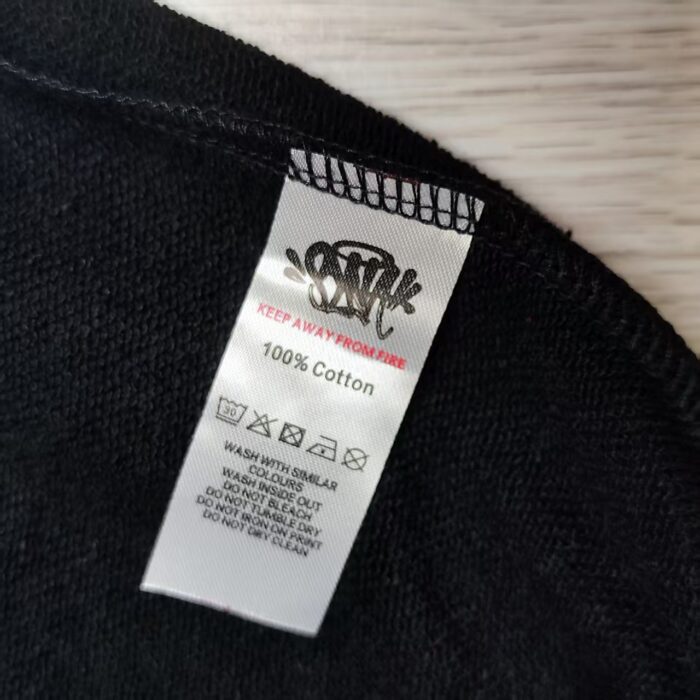 KEEP AWAY FROM FIRE
100% Cotton
30
WASH WITH SIMILAR
COLOURS
WASH INSIDE OUT
DO NOT BLEACH
DO NOT TUMBLE DRY
DO NOT IRON ON PRINT
DO NOT DRY CLEAN